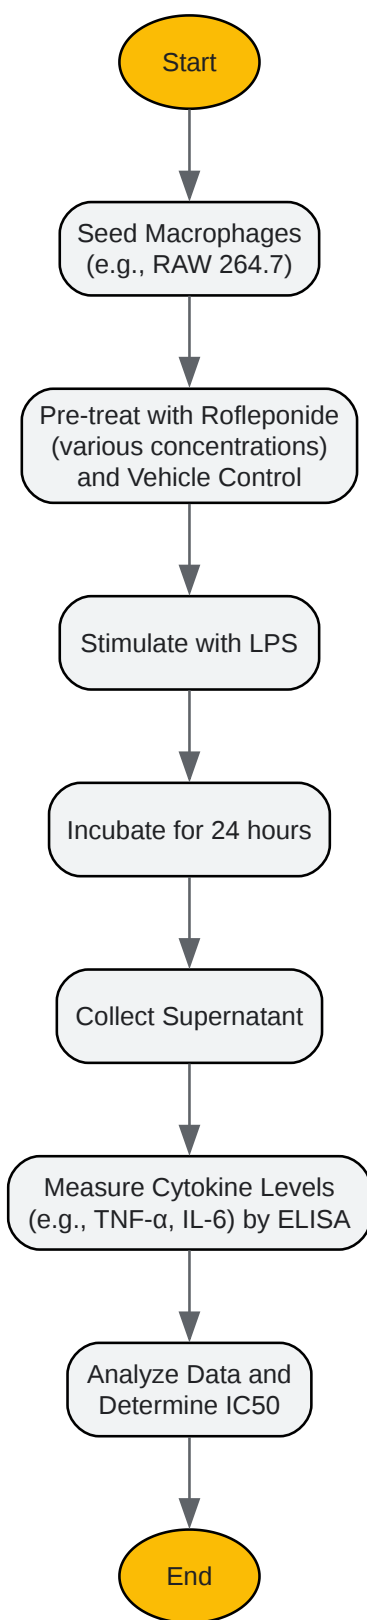 Start
Seed Macrophages
(e.g., RAW 264.7)
Pre-treat with Rofleponide
(various concentrations)
and Vehicle Control
Stimulate with LPS
Incubate for 24 hours
Collect Supernatant
Measure Cytokine Levels
(e.g., TNF-α, IL-6) by ELISA
Analyze Data and
Determine IC50
End